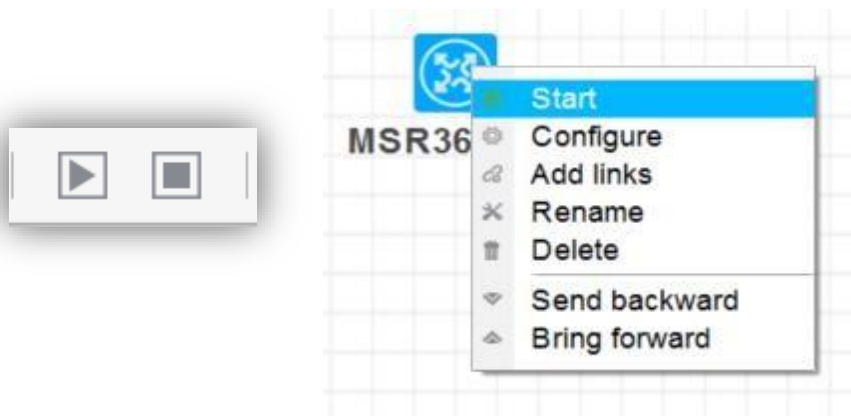 MSR36
Start
Configure
Add links
Rename
Delete
Send backward
Bring forward